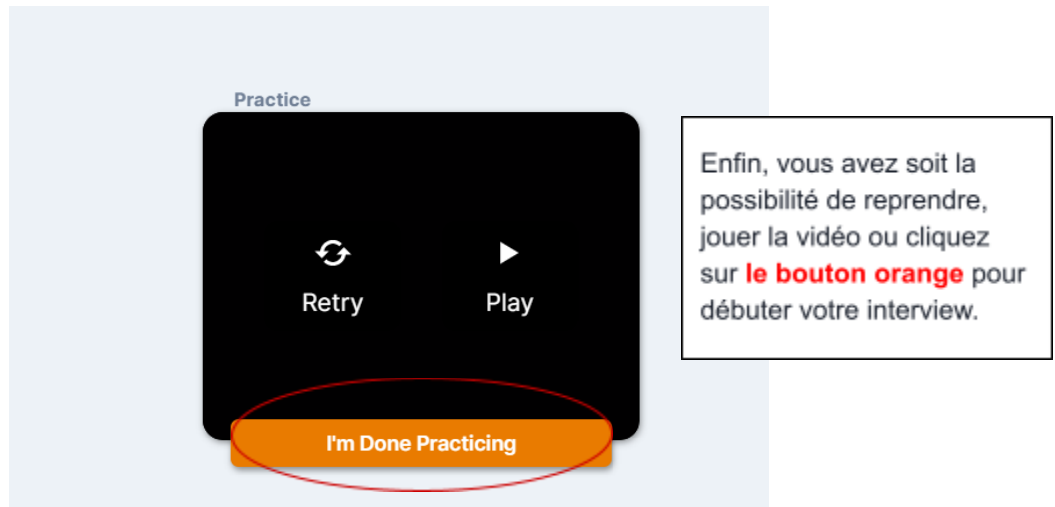 Practice
Retry
Play
I'm Done Practicing
Enfin, vous avez soit la
possibilité de reprendre,
jouer la vidéo ou cliquez
sur le bouton orange pour
débuter votre interview.